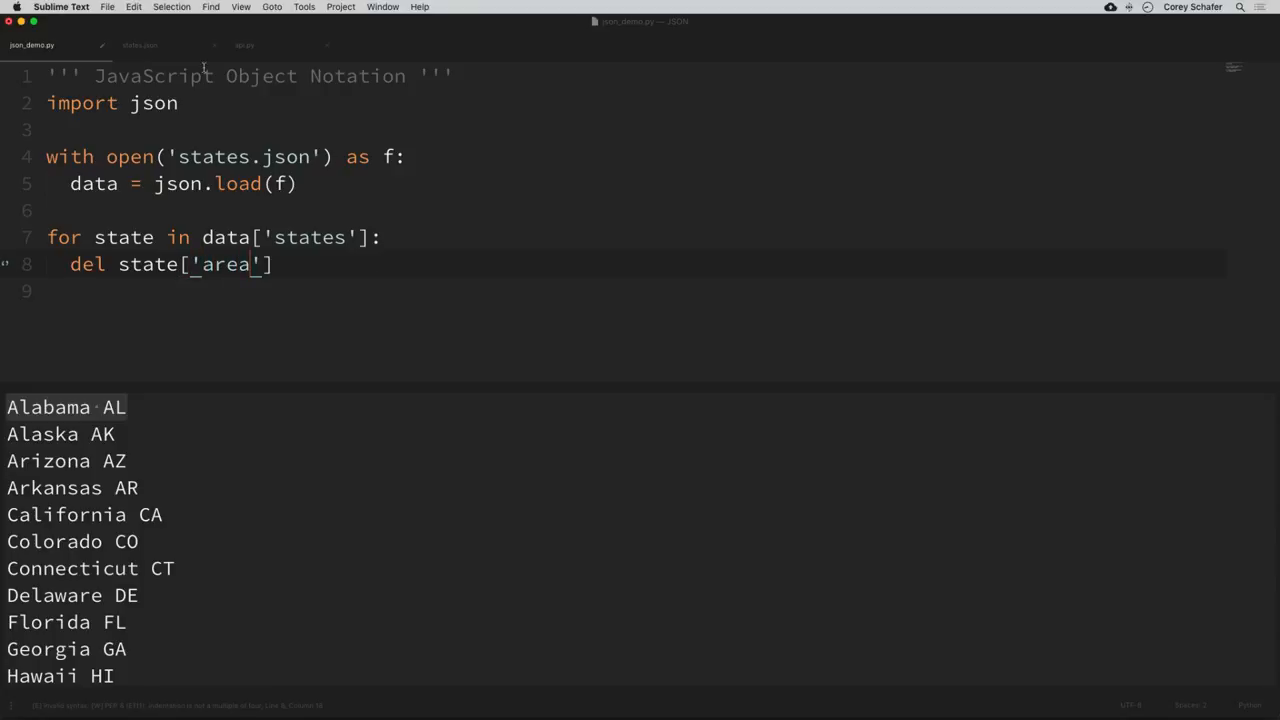 Sublime Text File Edit Selection Find View Goto Tools Project Window Help Corey Schafer
json_demo.py — JSON
json_demo.py states.json api.py
1 ''' JavaScript Object Notation '''
2 import json
3
4 with open('states.json') as f:
5 data = json.load(f)
6
7 for state in data['states']:
8 del state['area']
9
Alabama AL
Alaska AK
Arizona AZ
Arkansas AR
California CA
Colorado CO
Connecticut CT
Delaware DE
Florida FL
Georgia GA
Hawaii HI
UTF-8 Spaces: 2 Python